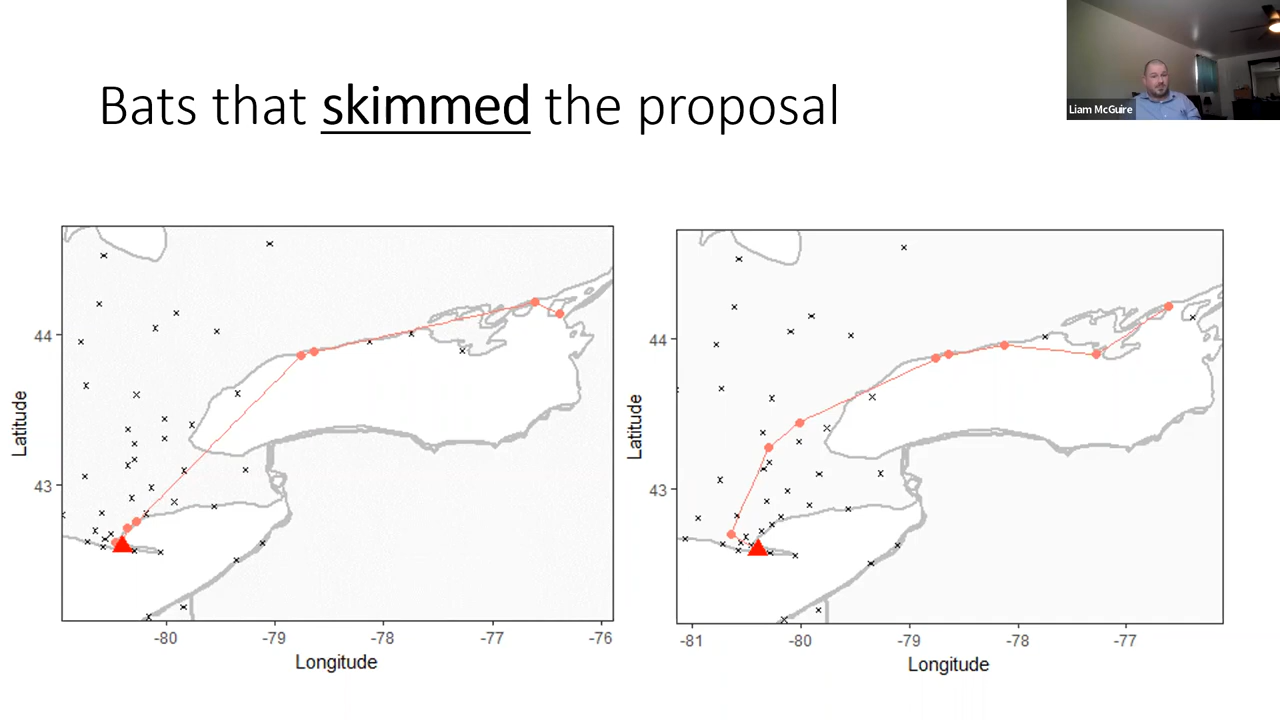 Bats that skimmed the proposal
Liam McGuire
44
43
Latitude
-80
-79
-78
-77
-76
Longitude
44
43
Latitude
-81
-80
-79
-78
-77
Longitude